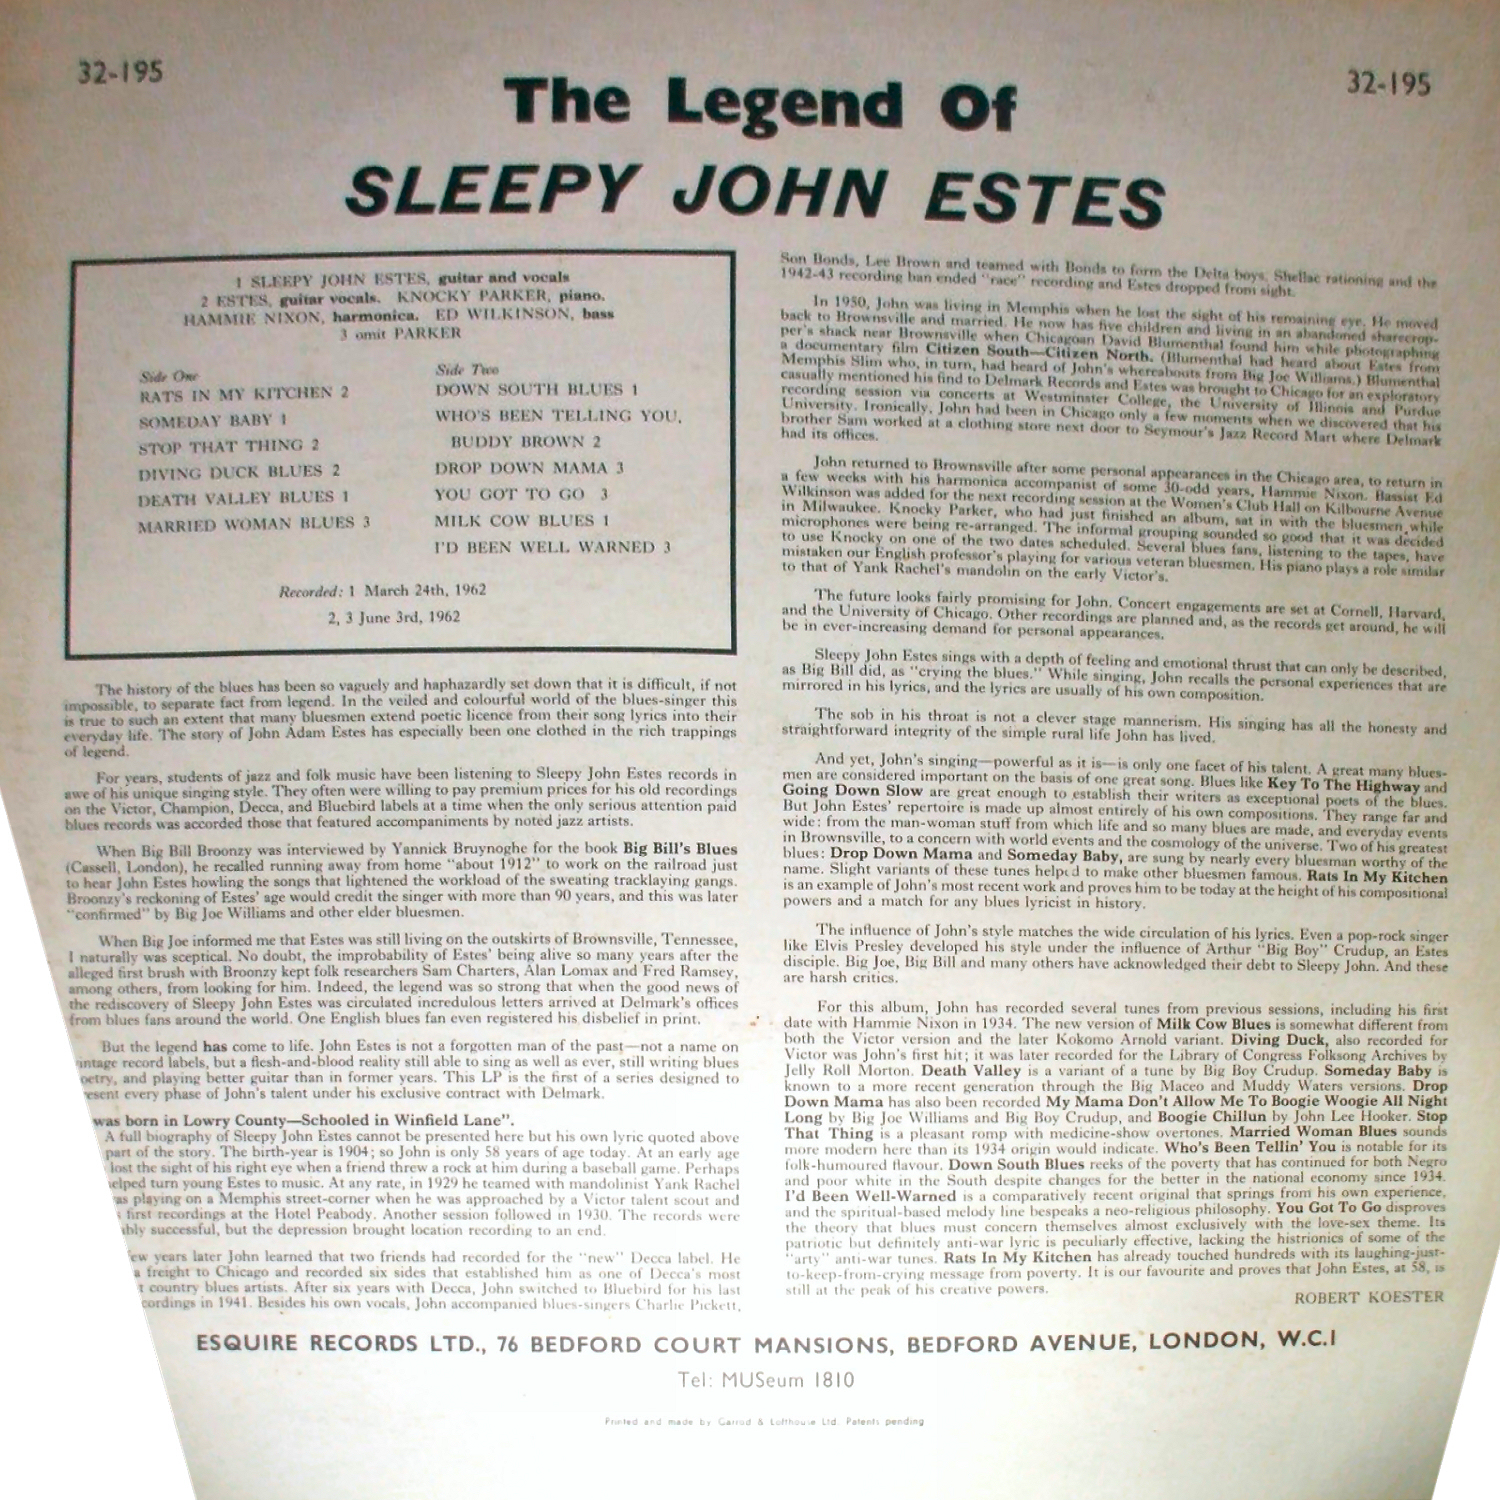 32-195
32-195
The Legend Of
SLEEPY JOHN ESTES
1 SLEEPY JOHN ESTES, guitar and vocals
2 ESTES, guitar vocals. KNOCKY PARKER, piano.
HAMMIE NIXON, harmonica. ED WILKINSON, bass
3 omit PARKER
Side One
RATS IN MY KITCHEN 2
SOMEDAY BABY 1
STOP THAT THING 2
DIVING DUCK BLUES 2
DEATH VALLEY BLUES 1
MARRIED WOMAN BLUES 3
Side Two
DOWN SOUTH BLUES 1
WHO'S BEEN TELLING YOU,
BUDDY BROWN 2
DROP DOWN MAMA 3
YOU GOT TO GO 3
MILK COW BLUES 1
I'D BEEN WELL WARNED 3
Recorded: 1 March 24th, 1962
2, 3 June 3rd, 1962
The history of the blues has been so vaguely and haphazardly set down that it is difficult, if not
impossible, to separate fact from legend. In the veiled and colourful world of the blues-singer this
is true to such an extent that many bluesmen extend poetic licence from their song lyrics into their
everyday life. The story of John Adam Estes has especially been one clothed in the rich trappings
of legend.
For years, students of jazz and folk music have been listening to Sleepy John Estes records in
awe of his unique singing style. They often were willing to pay premium prices for his old recordings
on the Victor, Champion, Decca, and Bluebird labels at a time when the only serious attention paid
blues records was accorded those that featured accompaniments by noted jazz artists.
When Big Bill Broonzy was interviewed by Yannick Bruynoghe for the book Big Bill's Blues
(Cassell, London), he recalled running away from home "about 1912" to work on the railroad just
to hear John Estes howling the songs that lightened the workload of the sweating tracklaying gangs.
Broonzy's reckoning of Estes' age would credit the singer with more than 90 years, and this was later
"confirmed" by Big Joe Williams and other elder bluesmen.
When Big Joe informed me that Estes was still living on the outskirts of Brownsville, Tennessee,
I naturally was sceptical. No doubt, the improbability of Estes' being alive so many years after the
alleged first brush with Broonzy kept folk researchers Sam Charters, Alan Lomax and Fred Ramsey,
among others, from looking for him. Indeed, the legend was so strong that when the good news of
the rediscovery of Sleepy John Estes was circulated incredulous letters arrived at Delmark's offices
from blues fans around the world. One English blues fan even registered his disbelief in print.
But the legend has come to life. John Estes is not a forgotten man of the past—not a name on
intage record labels, but a flesh-and-blood reality still able to sing as well as ever, still writing blues
oetry, and playing better guitar than in former years. This LP is the first of a series designed to
esent every phase of John's talent under his exclusive contract with Delmark.
was born in Lowry County—Schooled in Winfield Lane".
A full biography of Sleepy John Estes cannot be presented here but his own lyric quoted above
part of the story. The birth-year is 1904; so John is only 58 years of age today. At an early age
lost the sight of his right eye when a friend threw a rock at him during a baseball game. Perhaps
elped turn young Estes to music. At any rate, in 1929 he teamed with mandolinist Yank Rachel
as playing on a Memphis street-corner when he was approached by a Victor talent scout and
first recordings at the Hotel Peabody. Another session followed in 1930. The records were
ably successful, but the depression brought location recording to an end.
ew years later John learned that two friends had recorded for the "new" Decca label. He
a freight to Chicago and recorded six sides that established him as one of Decca's most
t country blues artists. After six years with Decca, John switched to Bluebird for his last
cordings in 1941. Besides his own vocals, John accompanied blues-singers Charlie Pickett,
Son Bonds, Lee Brown and teamed with Bonds to form the Delta boys. Shellac rationing and the
1942-43 recording ban ended "race" recording and Estes dropped from sight.
In 1950, John was living in Memphis when he lost the sight of his remaining eye. He moved
back to Brownsville and married. He now has five children and living in an abandoned sharecrop-
per's shack near Brownsville when Chicagoan David Blumenthal found him while photographing
a documentary film Citizen South—Citizen North. (Blumenthal had heard about Estes from
Memphis Slim who, in turn, had heard of John's whereabouts from Big Joe Williams.) Blumenthal
casually mentioned his find to Delmark Records and Estes was brought to Chicago for an exploratory
recording session via concerts at Westminster College, the University of Illinois and Purdue
University. Ironically, John had been in Chicago only a few moments when we discovered that his
brother Sam worked at a clothing store next door to Seymour's Jazz Record Mart where Delmark
had its offices.
John returned to Brownsville after some personal appearances in the Chicago area, to return in
a few weeks with his harmonica accompanist of some 30-odd years, Hammie Nixon. Bassist Ed
Wilkinson was added for the next recording session at the Women's Club Hall on Kilbourne Avenue
in Milwaukee. Knocky Parker, who had just finished an album, sat in with the bluesmen while
microphones were being re-arranged. The informal grouping sounded so good that it was decided
to use Knocky on one of the two dates scheduled. Several blues fans, listening to the tapes, have
mistaken our English professor's playing for various veteran bluesmen. His piano plays a role similar
to that of Yank Rachel's mandolin on the early Victor's.
The future looks fairly promising for John. Concert engagements are set at Cornell, Harvard,
and the University of Chicago. Other recordings are planned and, as the records get around, he will
be in ever-increasing demand for personal appearances.
Sleepy John Estes sings with a depth of feeling and emotional thrust that can only be described,
as Big Bill did, as "crying the blues." While singing, John recalls the personal experiences that are
mirrored in his lyrics, and the lyrics are usually of his own composition.
The sob in his throat is not a clever stage mannerism. His singing has all the honesty and
straightforward integrity of the simple rural life John has lived.
And yet, John's singing—powerful as it is—is only one facet of his talent. A great many blues-
men are considered important on the basis of one great song. Blues like Key To The Highway and
Going Down Slow are great enough to establish their writers as exceptional poets of the blues.
But John Estes' repertoire is made up almost entirely of his own compositions. They range far and
wide: from the man-woman stuff from which life and so many blues are made, and everyday events
in Brownsville, to a concern with world events and the cosmology of the universe. Two of his greatest
blues: Drop Down Mama and Someday Baby, are sung by nearly every bluesman worthy of the
name. Slight variants of these tunes helped to make other bluesmen famous. Rats In My Kitchen
is an example of John's most recent work and proves him to be today at the height of his compositional
powers and a match for any blues lyricist in history.
The influence of John's style matches the wide circulation of his lyrics. Even a pop-rock singer
like Elvis Presley developed his style under the influence of Arthur "Big Boy" Crudup, an Estes
disciple. Big Joe, Big Bill and many others have acknowledged their debt to Sleepy John. And these
are harsh critics.
For this album, John has recorded several tunes from previous sessions, including his first
date with Hammie Nixon in 1934. The new version of Milk Cow Blues is somewhat different from
both the Victor version and the later Kokomo Arnold variant. Diving Duck, also recorded for
Victor was John's first hit; it was later recorded for the Library of Congress Folksong Archives by
Jelly Roll Morton. Death Valley is a variant of a tune by Big Boy Crudup. Someday Baby is
known to a more recent generation through the Big Maceo and Muddy Waters versions. Drop
Down Mama has also been recorded My Mama Don't Allow Me To Boogie Woogie All Night
Long by Big Joe Williams and Big Boy Crudup, and Boogie Chillun by John Lee Hooker. Stop
That Thing is a pleasant romp with medicine-show overtones. Married Woman Blues sounds
more modern here than its 1934 origin would indicate. Who's Been Tellin' You is notable for its
folk-humoured flavour. Down South Blues reeks of the poverty that has continued for both Negro
and poor white in the South despite changes for the better in the national economy since 1934.
I'd Been Well-Warned is a comparatively recent original that springs from his own experience,
and the spiritual-based melody line bespeaks a neo-religious philosophy. You Got To Go disproves
the theory that blues must concern themselves almost exclusively with the love-sex theme. Its
patriotic but definitely anti-war lyric is peculiarly effective, lacking the histrionics of some of the
"arty" anti-war tunes. Rats In My Kitchen has already touched hundreds with its laughing-just-
to-keep-from-crying message from poverty. It is our favourite and proves that John Estes, at 58, is
still at the peak of his creative powers.
ROBERT KOESTER
ESQUIRE RECORDS LTD., 76 BEDFORD COURT MANSIONS, BEDFORD AVENUE, LONDON, W.C.1
Tel: MUSeum 1810
Printed and made by Garrod & Lofthouse Ltd. Patents pending